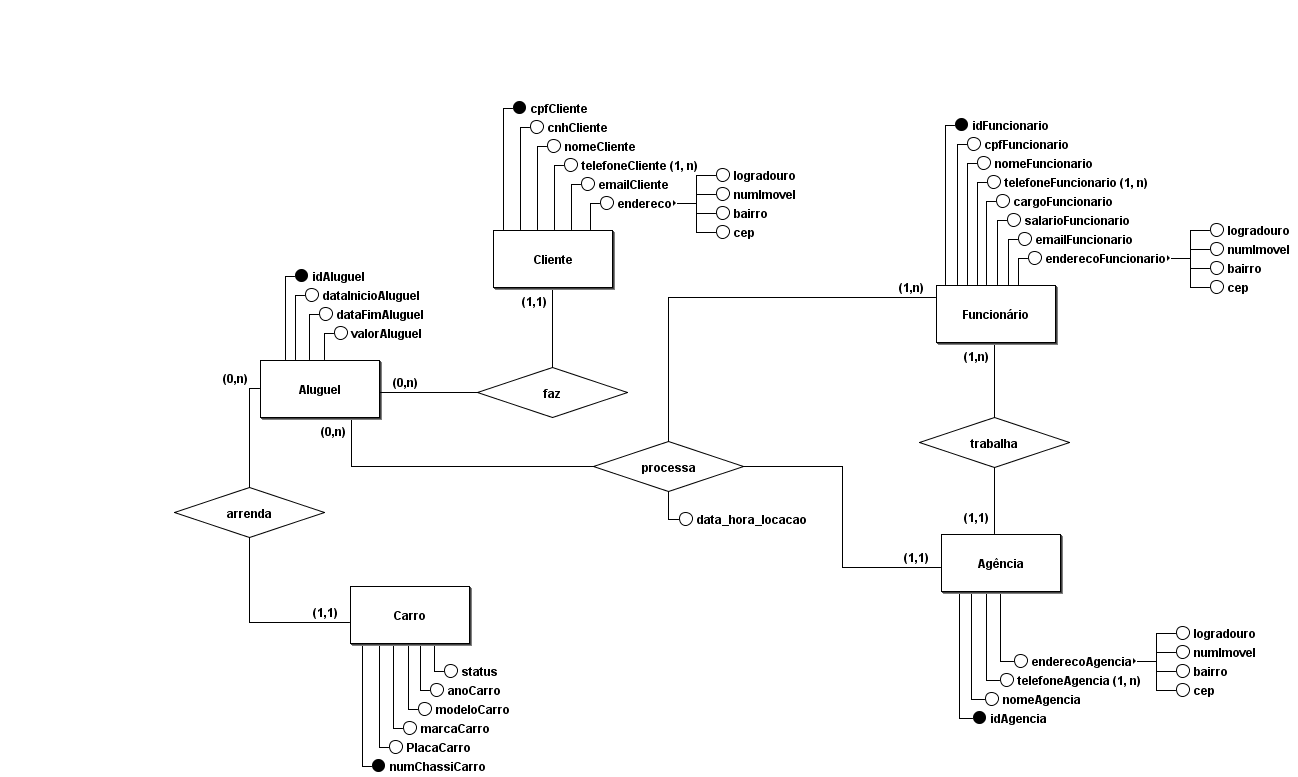 cpfCliente
cnhCliente
nomeCliente
telefoneCliente (1, n)
emailCliente
endereco
logradouro
numImovel
bairro
cep
Cliente
(1,1)
idFuncionario
cpfFuncionario
nomeFuncionario
telefoneFuncionario (1, n)
cargoFuncionario
salarioFuncionario
emailFuncionario
enderecoFuncionario
logradouro
numImovel
bairro
cep
(1,n)
Funcionário
(1,n)
idAluguel
dataInicioAluguel
dataFimAluguel
valorAluguel
(0,n)
Aluguel
(0,n)
faz
(0,n)
trabalha
processa
data_hora_locacao
arrenda
(1,1)
(1,1)
Agência
(1,1)
Carro
status
anoCarro
modeloCarro
marcaCarro
PlacaCarro
numChassiCarro
enderecoAgencia
logradouro
numImovel
bairro
cep
telefoneAgencia (1, n)
nomeAgencia
idAgencia